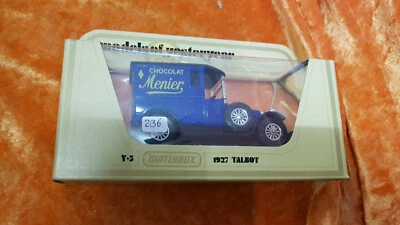 models of yesteryear
CHOCOLAT
Menier
236
Y-5 MATCHBOX 1927 TALBOT